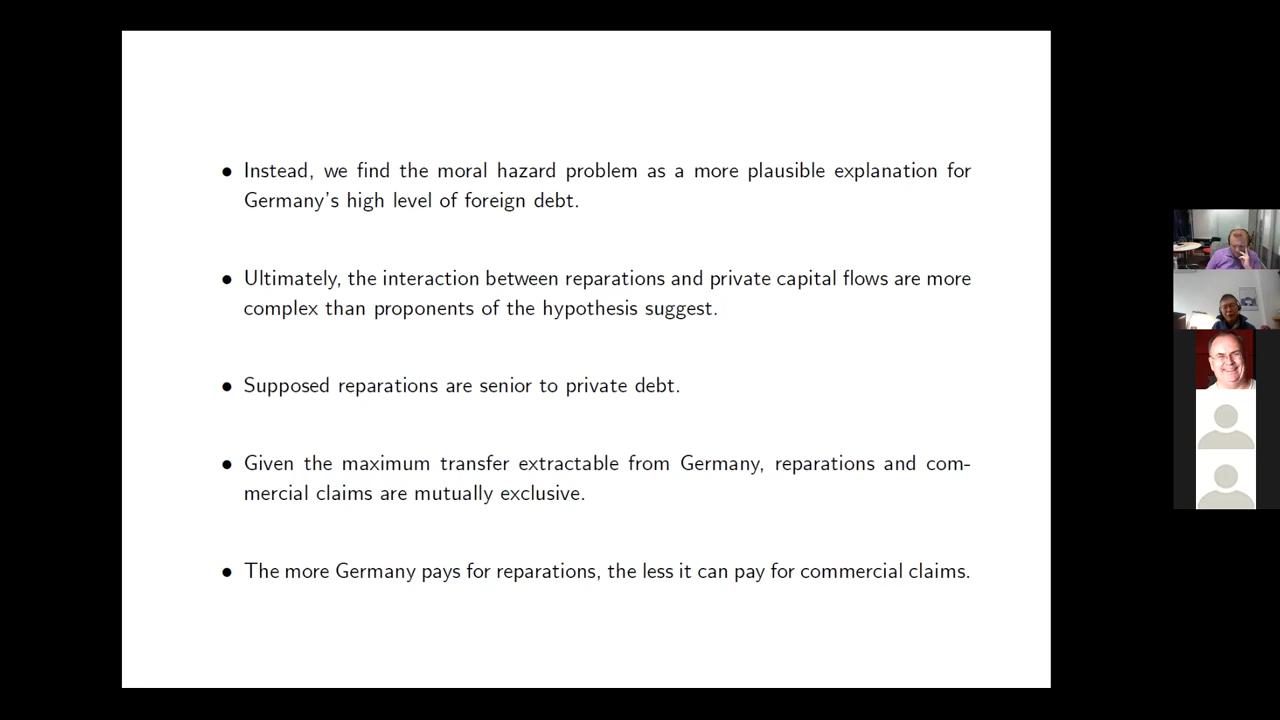 • Instead, we find the moral hazard problem as a more plausible explanation for
Germany's high level of foreign debt.
• Ultimately, the interaction between reparations and private capital flows are more
complex than proponents of the hypothesis suggest.
• Supposed reparations are senior to private debt.
• Given the maximum transfer extractable from Germany, reparations and com-
mercial claims are mutually exclusive.
• The more Germany pays for reparations, the less it can pay for commercial claims.